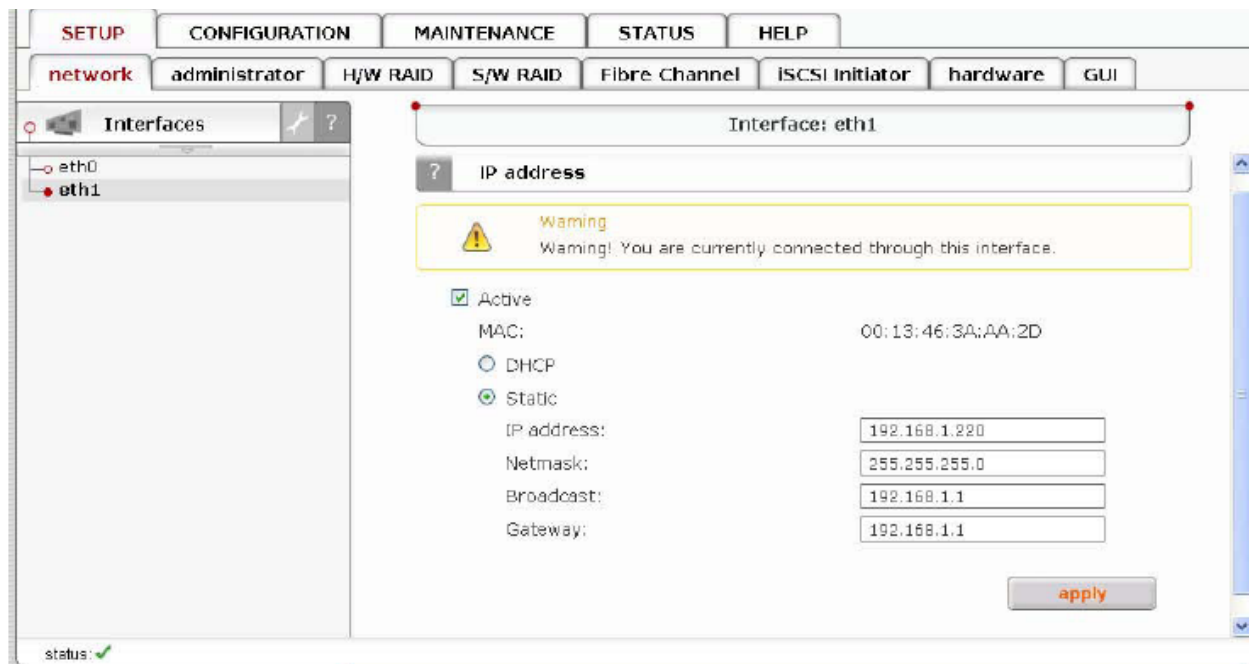 SETUP CONFIGURATION MAINTENANCE STATUS HELP
network administrator H/W RAID S/W RAID Fibre Channel iSCSI Initiator hardware GUI
Interfaces ?
eth0
eth1
Interface: eth1
? IP address
Warning
Warning! You are currently connected through this interface.
Active
MAC: 00:13:46:3A:AA:2D
DHCP
Static
IP address: 192.168.1.220
Netmask: 255.255.255.0
Broadcast: 192.168.1.1
Gateway: 192.168.1.1
apply
status: